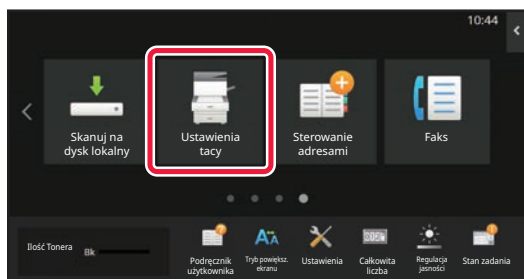 10:44
Skanuj na
dysk lokalny
Ustawienia
tacy
Sterowanie
adresami
Faks
Ilość Tonera
Bk
Podręcznik
użytkownika
Tryb powiększ.
ekranu
Ustawienia
Całkowita
liczba
Regulacja
jasności
Stan zadania